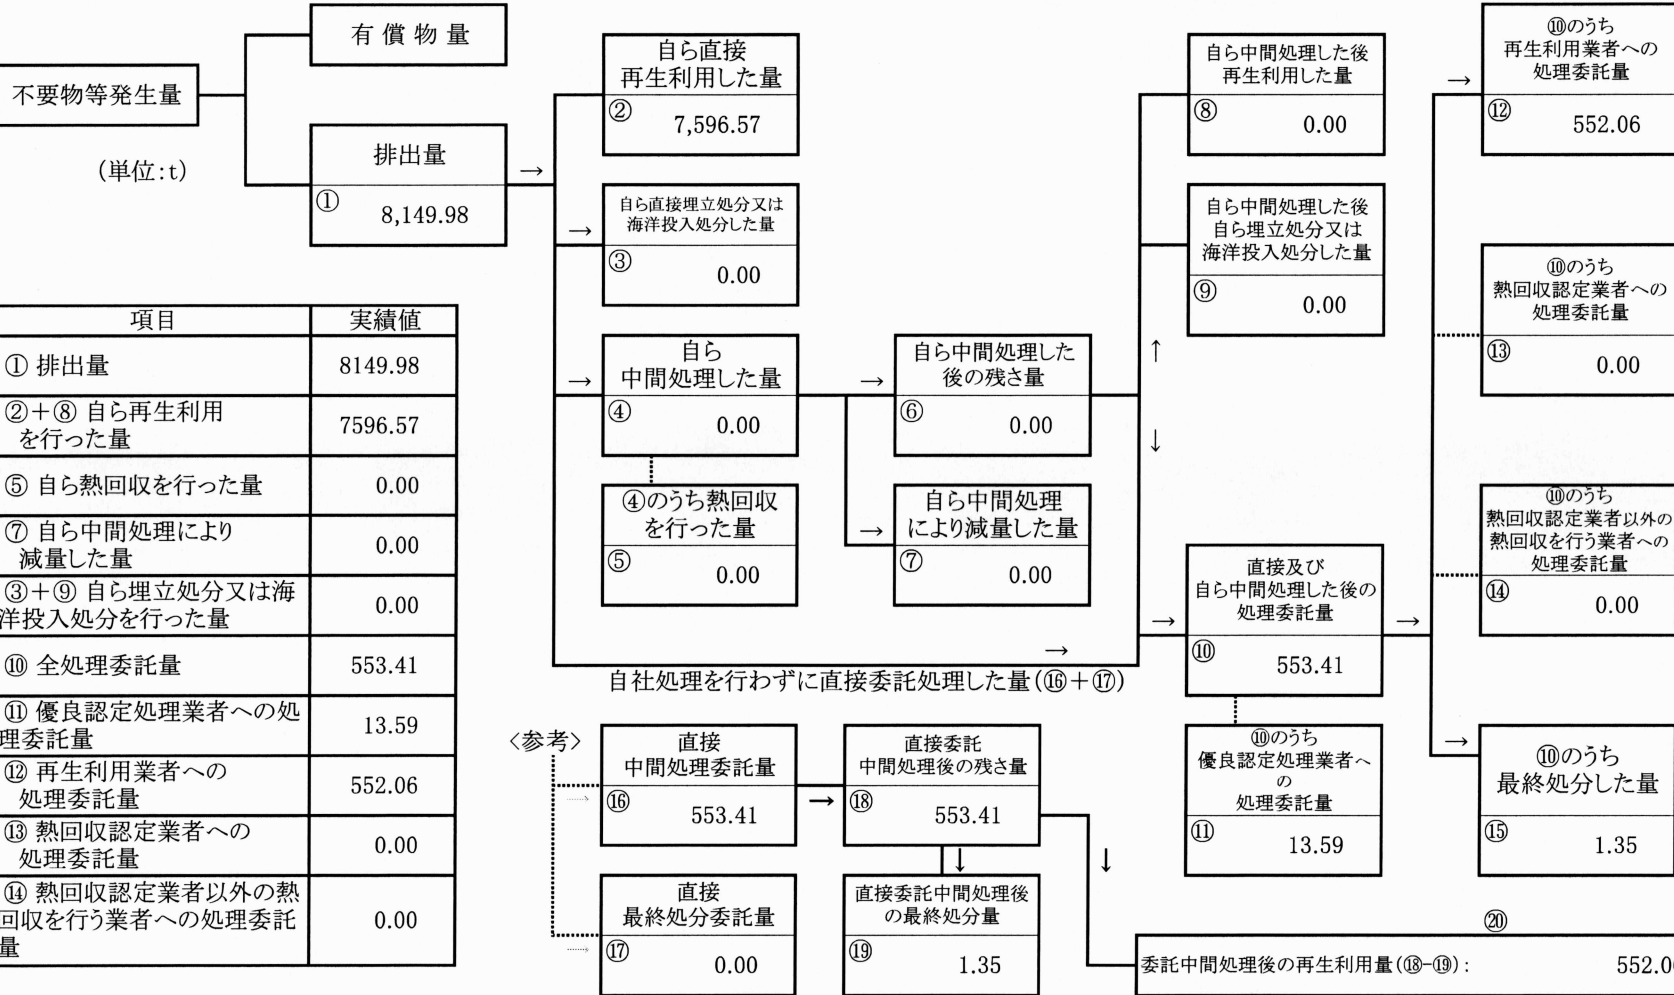 有償物量
不要物等発生量
(単位:t)
排出量
① 8,149.98
→
自ら直接
再生利用した量
② 7,596.57
→
自ら直接埋立処分又は
海洋投入処分した量
③ 0.00
→
自ら
中間処理した量
④ 0.00
④のうち熱回収
を行った量
⑤ 0.00
→
自ら中間処理した
後の残さ量
⑥ 0.00
→
自ら中間処理
により減量した量
⑦ 0.00
↑
↓
自ら中間処理した後
再生利用した量
⑧ 0.00
自ら中間処理した後
自ら埋立処分又は
海洋投入処分した量
⑨ 0.00
→
自社処理を行わずに直接委託処理した量(⑯+⑰)
→
直接及び
自ら中間処理した後の
処理委託量
⑩ 553.41
⑩のうち
優良認定処理業者へ
の
処理委託量
⑪ 13.59
→
→
⑩のうち
再生利用業者への
処理委託量
⑫ 552.06
⑩のうち
熱回収認定業者への
処理委託量
⑬ 0.00
⑩のうち
熱回収認定業者以外の
熱回収を行う業者への
処理委託量
⑭ 0.00
→
⑩のうち
最終処分した量
⑮ 1.35
項目 実績値
① 排出量 8149.98
②+⑧ 自ら再生利用
を行った量 7596.57
⑤ 自ら熱回収を行った量 0.00
⑦ 自ら中間処理により
減量した量 0.00
③+⑨ 自ら埋立処分又は海
洋投入処分を行った量 0.00
⑩ 全処理委託量 553.41
⑪ 優良認定処理業者への処
理委託量 13.59
⑫ 再生利用業者への
処理委託量 552.06
⑬ 熱回収認定業者への
処理委託量 0.00
⑭ 熱回収認定業者以外の熱
回収を行う業者への処理委託
量 0.00
〈参考〉
→
直接
中間処理委託量
⑯ 553.41
→
直接
最終処分委託量
⑰ 0.00
→
直接委託
中間処理後の残さ量
⑱ 553.41
↓
直接委託中間処理後
の最終処分量
⑲ 1.35
↓
⑳
委託中間処理後の再生利用量(⑱-⑲): 552.0